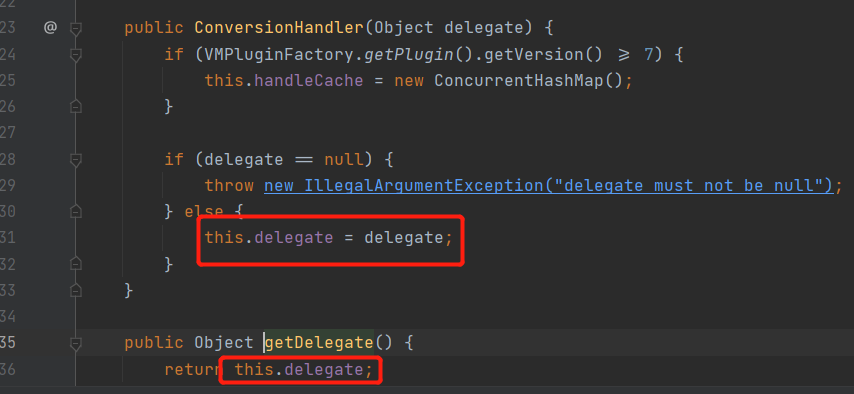 22
23 @ public ConversionHandler(Object delegate) {
24 if (VMPluginFactory.getPlugin().getVersion() >= 7) {
25 this.handleCache = new ConcurrentHashMap();
26 }
27
28 if (delegate == null) {
29 throw new IllegalArgumentException("delegate must not be null");
30 } else {
31 this.delegate = delegate;
32 }
33 }
34
35 public Object getDelegate() {
36 return this.delegate;